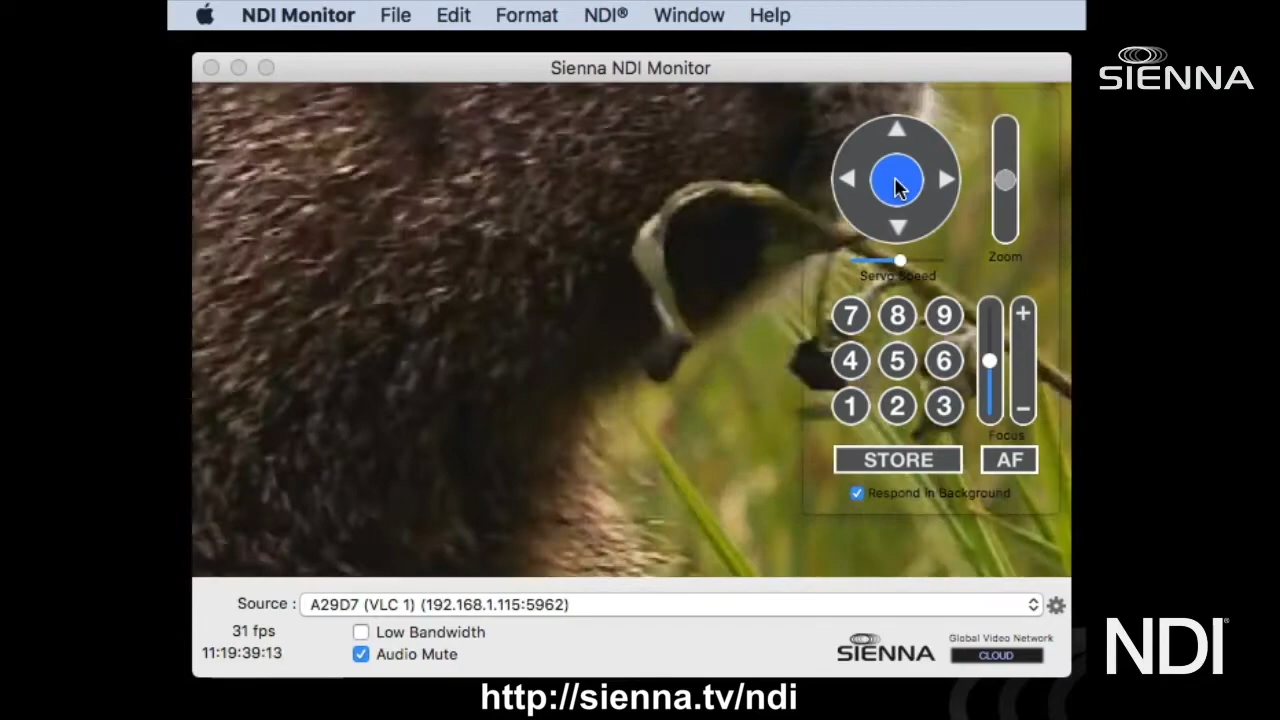 NDI Monitor File Edit Format NDI® Window Help
SIENNA
Sienna NDI Monitor
Zoom
Servo Speed
7 8 9
+
4 5 6
1 2 3
−
Focus
STORE AF
Respond In Background
Source : A29D7 (VLC 1) (192.168.1.115:5962)
31 fps
Low Bandwidth
11:19:39:13
Audio Mute
SIENNA
Global Video Network
CLOUD
NDI®
http://sienna.tv/ndi